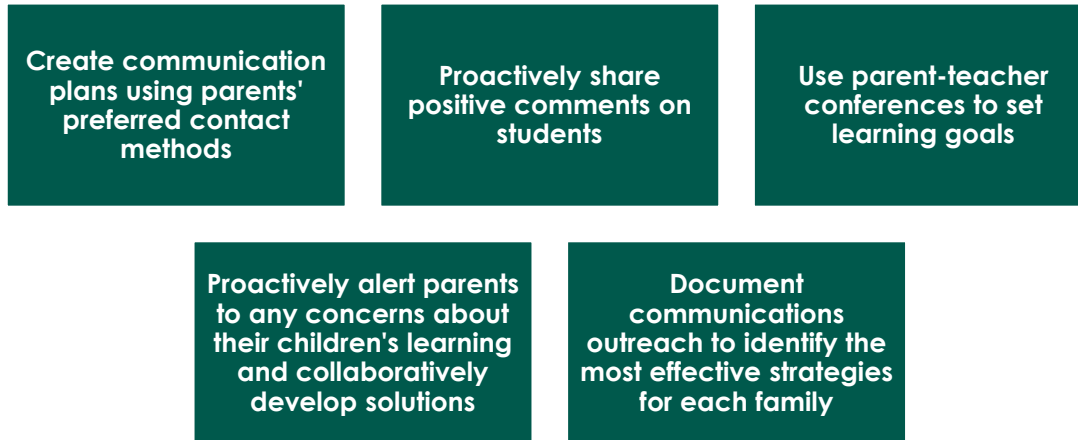 Create communication
plans using parents'
preferred contact
methods
Proactively share
positive comments on
students
Use parent-teacher
conferences to set
learning goals
Proactively alert parents
to any concerns about
their children's learning
and collaboratively
develop solutions
Document
communications
outreach to identify the
most effective strategies
for each family